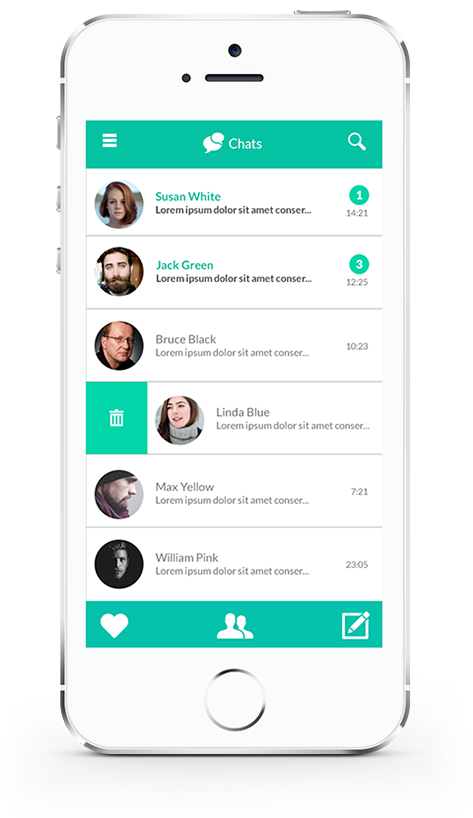 Chats
Susan White
1
Lorem ipsum dolor sit amet conser...
14:21
Jack Green
3
Lorem ipsum dolor sit amet conser...
12:25
Bruce Black
10:23
Lorem ipsum dolor sit amet conser...
Linda Blue
Lorem ipsum dolor sit amet conser...
Max Yellow
7:21
Lorem ipsum dolor sit amet conser...
William Pink
23:05
Lorem ipsum dolor sit amet conser...